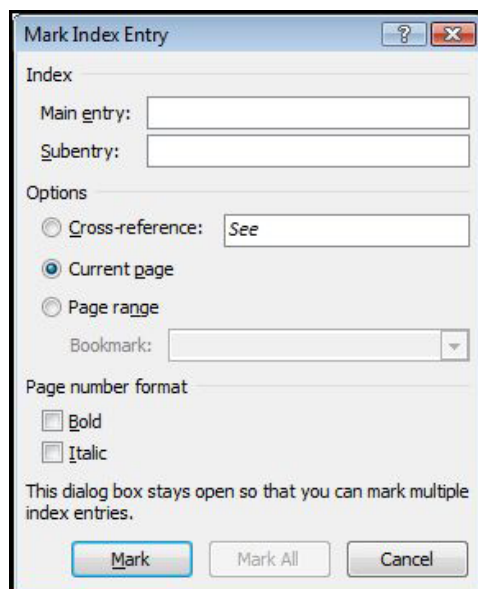 Mark Index Entry
Index
Main entry:
Subentry:
Options
Cross-reference: See
Current page
Page range
Bookmark:
Page number format
Bold
Italic
This dialog box stays open so that you can mark multiple
index entries.
Mark Mark All Cancel